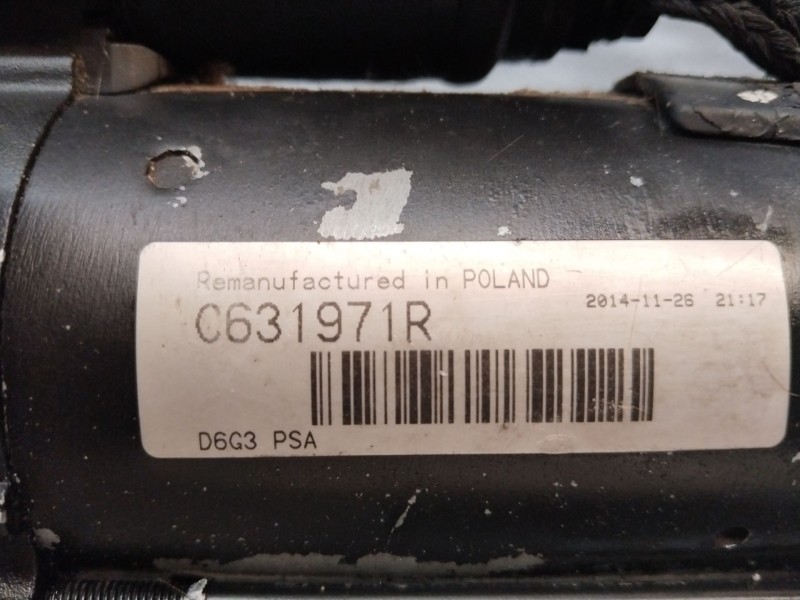 Remanufactured in POLAND
2014-11-26 21:17
C631971R
D6G3 PSA